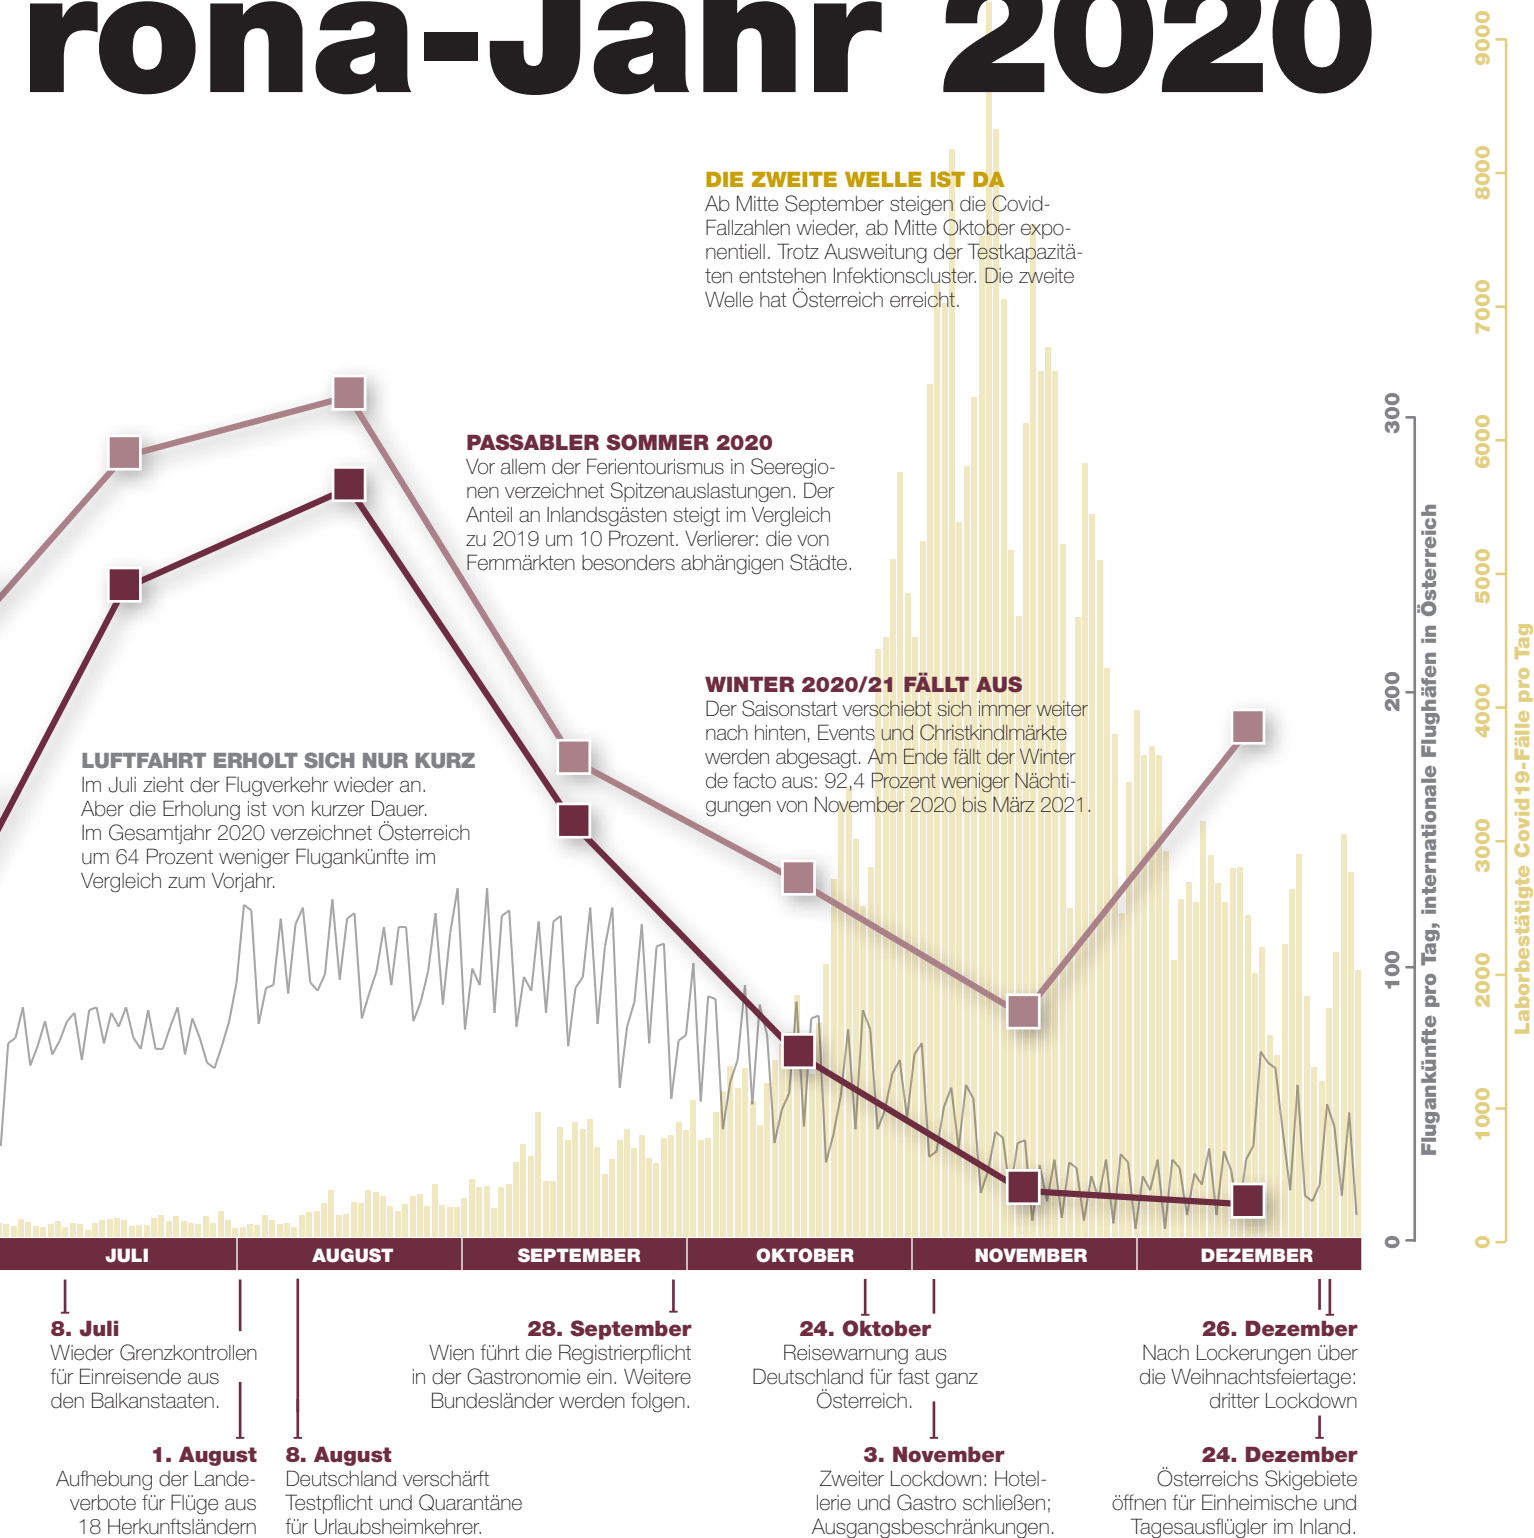 rona-Jahr 2020
DIE ZWEITE WELLE IST DA
Ab Mitte September steigen die Covid-
Fallzahlen wieder, ab Mitte Oktober expo-
nentiell. Trotz Ausweitung der Testkapazitä-
ten entstehen Infektionscluster. Die zweite
Welle hat Österreich erreicht.
PASSABLER SOMMER 2020
Vor allem der Ferientourismus in Seeregio-
nen verzeichnet Spitzenauslastungen. Der
Anteil an Inlandsgästen steigt im Vergleich
zu 2019 um 10 Prozent. Verlierer: die von
Fernmärkten besonders abhängigen Städte.
WINTER 2020/21 FÄLLT AUS
Der Saisonstart verschiebt sich immer weiter
nach hinten, Events und Christkindlmärkte
werden abgesagt. Am Ende fällt der Winter
de facto aus: 92,4 Prozent weniger Nächti-
gungen von November 2020 bis März 2021.
LUFTFAHRT ERHOLT SICH NUR KURZ
Im Juli zieht der Flugverkehr wieder an.
Aber die Erholung ist von kurzer Dauer.
Im Gesamtjahr 2020 verzeichnet Österreich
um 64 Prozent weniger Flugankünfte im
Vergleich zum Vorjahr.
300
200
100
0
Flugankünfte pro Tag, internationale Flughäfen in Österreich
9000
8000
7000
6000
5000
4000
3000
2000
1000
0
Laborbestätigte Covid19-Fälle pro Tag
JULI
AUGUST
SEPTEMBER
OKTOBER
NOVEMBER
DEZEMBER
8. Juli
Wieder Grenzkontrollen
für Einreisende aus
den Balkanstaaten.
1. August
Aufhebung der Lande-
verbote für Flüge aus
18 Herkunftsländern
8. August
Deutschland verschärft
Testpflicht und Quarantäne
für Urlaubsheimkehrer.
28. September
Wien führt die Registrierpflicht
in der Gastronomie ein. Weitere
Bundesländer werden folgen.
24. Oktober
Reisewarnung aus
Deutschland für fast ganz
Österreich.
3. November
Zweiter Lockdown: Hotel-
lerie und Gastro schließen;
Ausgangsbeschränkungen.
26. Dezember
Nach Lockerungen über
die Weihnachtsfeiertage:
dritter Lockdown
24. Dezember
Österreichs Skigebiete
öffnen für Einheimische und
Tagesausflügler im Inland.